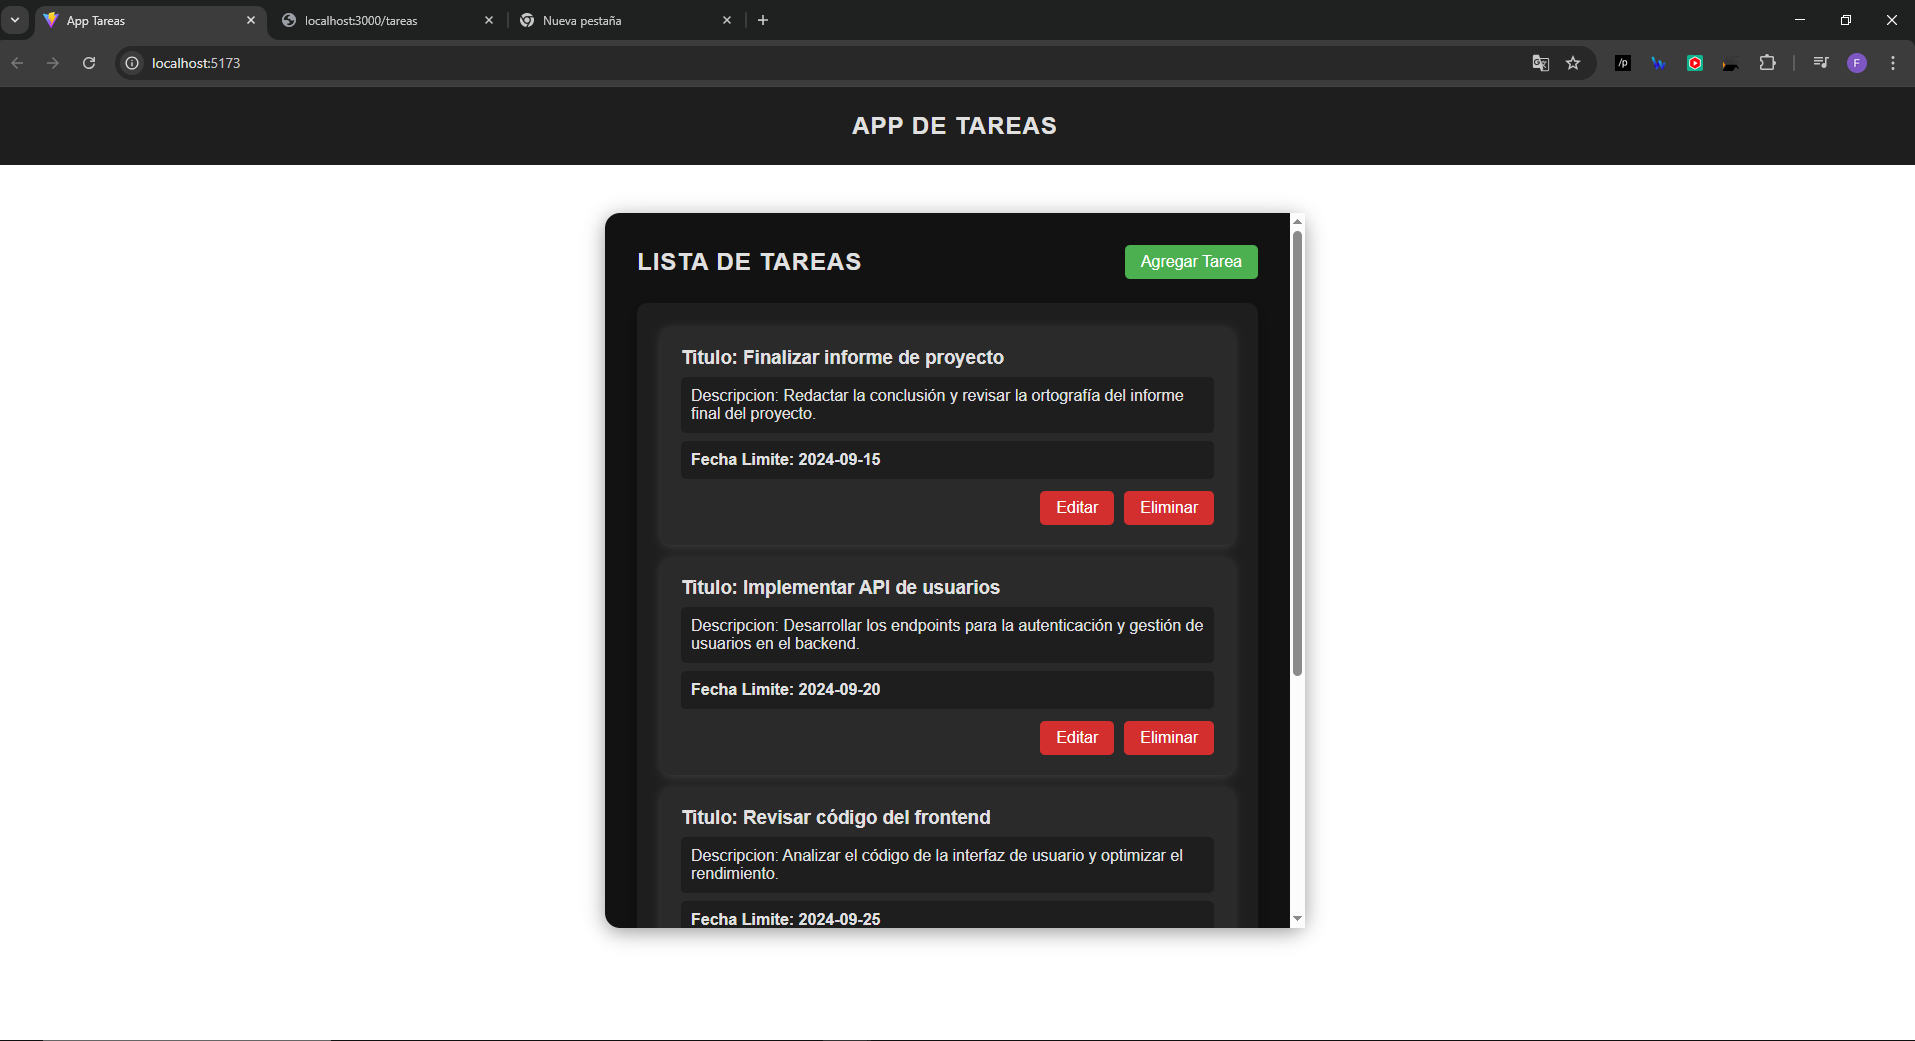 App Tareas
localhost:3000/tareas
Nueva pestaña
localhost:5173
/p
F
APP DE TAREAS
LISTA DE TAREAS
Agregar Tarea
Titulo: Finalizar informe de proyecto
Descripcion: Redactar la conclusión y revisar la ortografía del informe
final del proyecto.
Fecha Limite: 2024-09-15
Editar Eliminar
Titulo: Implementar API de usuarios
Descripcion: Desarrollar los endpoints para la autenticación y gestión de
usuarios en el backend.
Fecha Limite: 2024-09-20
Editar Eliminar
Titulo: Revisar código del frontend
Descripcion: Analizar el código de la interfaz de usuario y optimizar el
rendimiento.
Fecha Limite: 2024-09-25